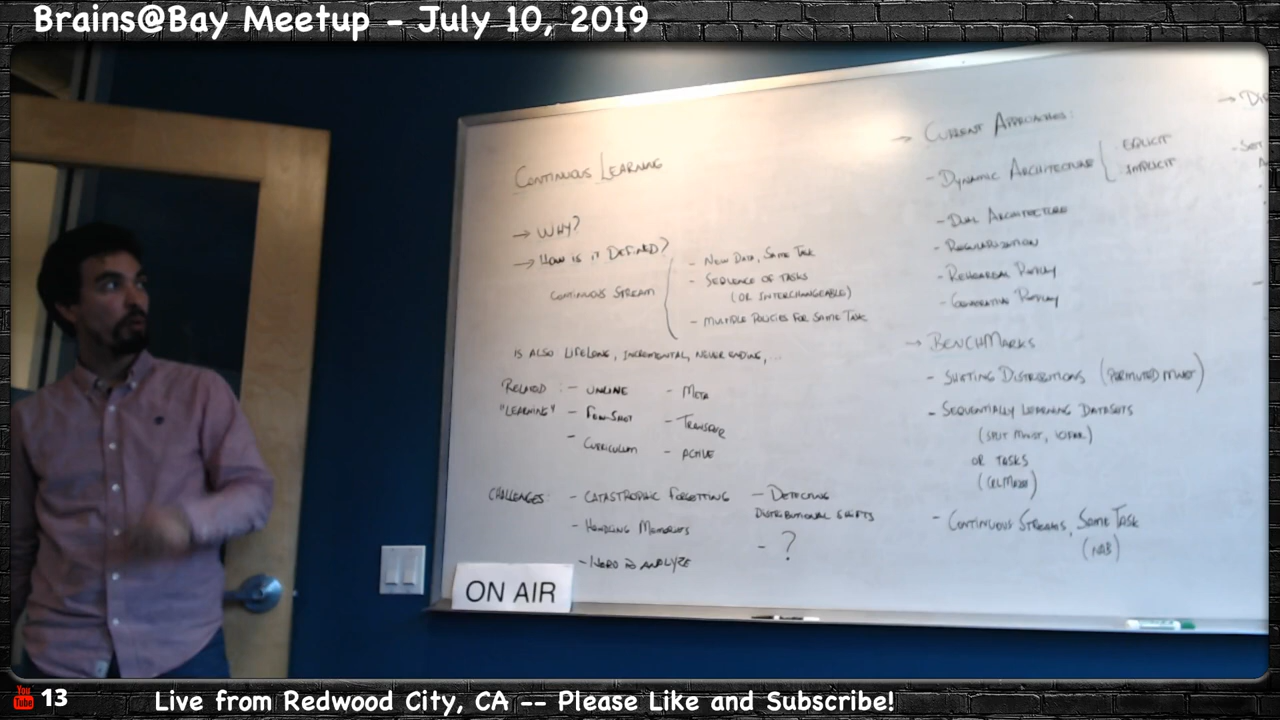 Brains@Bay Meetup - July 10, 2019
CONTINUOUS LEARNING
→ WHY?
→ HOW IS IT DEFINED?
CONTINUOUS STREAM
- NEW DATA, SAME TASK
- SEQUENCE OF TASKS
(OR INTERCHANGEABLE)
- MULTIPLE POLICIES FOR SAME TASK
IS ALSO LIFELONG, INCREMENTAL, NEVER ENDING, ...
RELATED : - ONLINE - META
"LEARNING" - FEW-SHOT - TRANSFER
- CURRICULUM - ACTIVE
CHALLENGES: - CATASTROPHIC FORGETTING - DETECTING
DISTRIBUTIONAL SHIFTS
- HANDLING MEMORIES
- ?
- HARD TO ANALYZE
→ CURRENT APPROACHES:
- DYNAMIC ARCHITECTURE
EXPLICIT
IMPLICIT
- DUAL ARCHITECTURE
- REGULARIZATION
- REHEARSAL REPLAY
- GENERATIVE REPLAY
→ BENCHMARKS
- SHIFTING DISTRIBUTIONS (PERMUTED MNIST)
- SEQUENTIALLY LEARNING DATASETS
(SPLIT MNIST,
OR TASKS
- CONTINUOUS STREAMS, SAME TASK
(NAB)
ON AIR
You Tube 13
Live from Redwood City, CA -- Please Like and Subscribe!